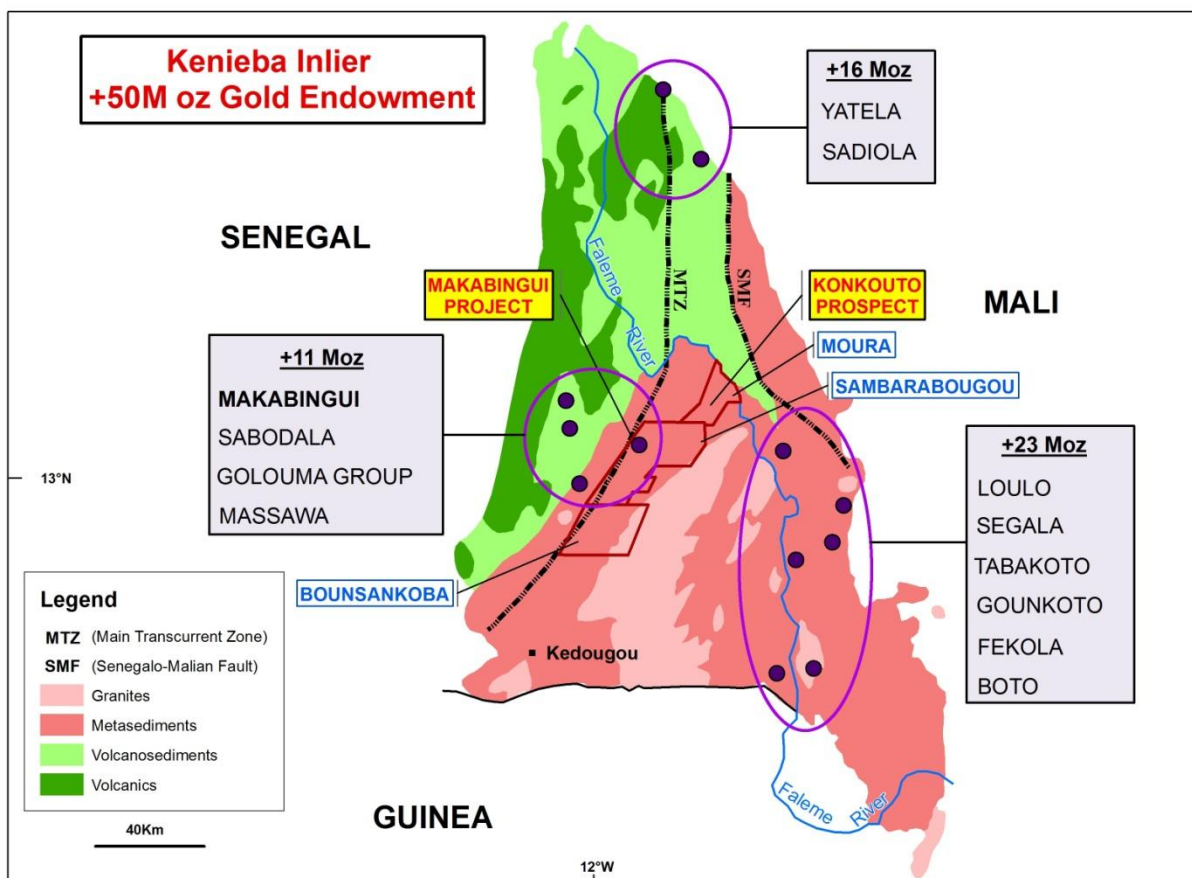 Kenieba Inlier
+50M oz Gold Endowment
+16 Moz
YATELA
SADIOLA
SENEGAL
Faleme
River
MTZ
SMF
MAKABINGUI
PROJECT
KONKOUTO
PROSPECT
MALI
MOURA
SAMBARABOUGOU
+11 Moz
MAKABINGUI
SABODALA
GOLOUMA GROUP
MASSAWA
13°N
+23 Moz
LOULO
SEGALA
TABAKOTO
GOUNKOTO
FEKOLA
BOTO
BOUNSANKOBA
Kedougou
Legend
MTZ (Main Transcurrent Zone)
SMF (Senegalo-Malian Fault)
Granites
Metasediments
Volcanosediments
Volcanics
40Km
GUINEA
Faleme River
12°W